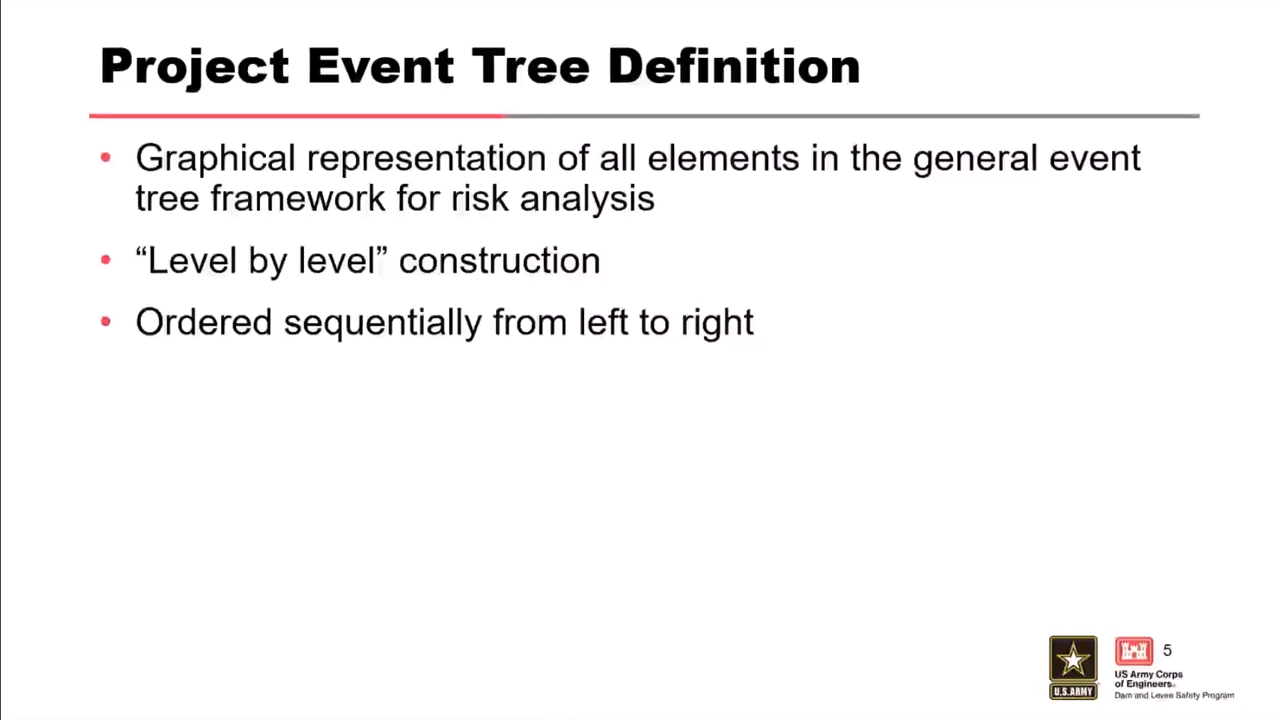 Project Event Tree Definition
• Graphical representation of all elements in the general event
tree framework for risk analysis
• “Level by level” construction
• Ordered sequentially from left to right
5
U.S.ARMY
US Army Corps
of Engineers®
Dam and Levee Safety Program